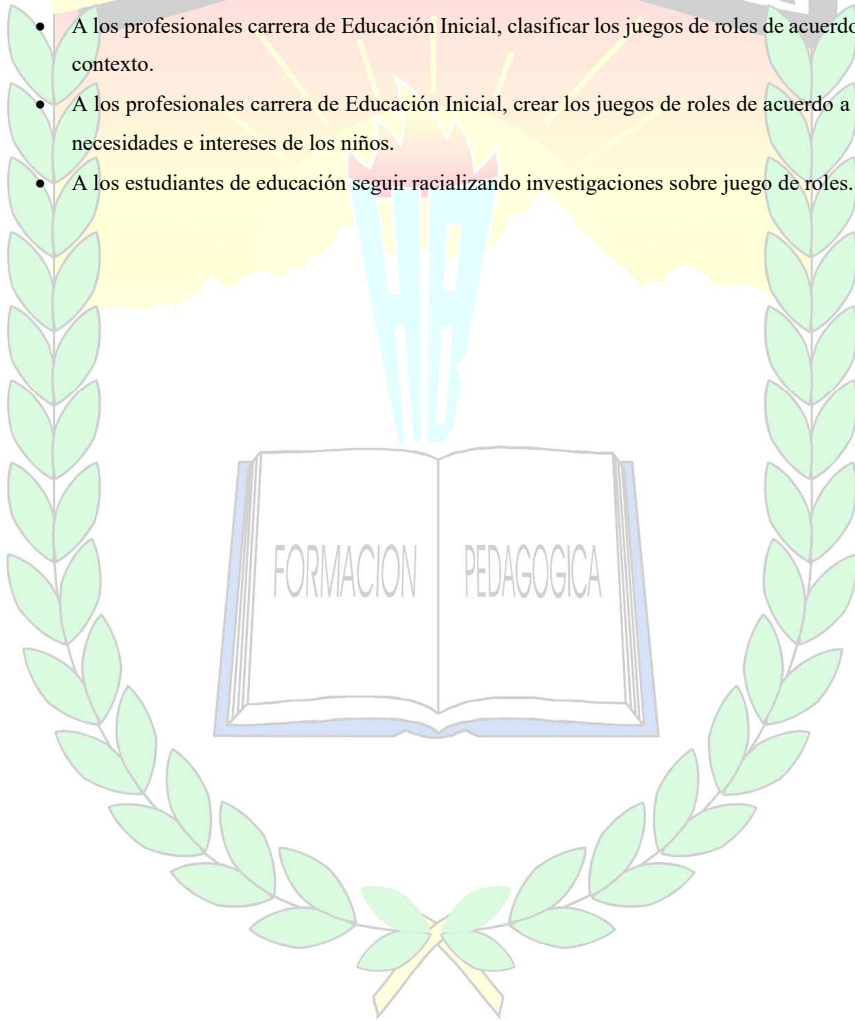 • A los profesionales carrera de Educación Inicial, clasificar los juegos de roles de acuerdo
contexto.
• A los profesionales carrera de Educación Inicial, crear los juegos de roles de acuerdo a
necesidades e intereses de los niños.
• A los estudiantes de educación seguir racializando investigaciones sobre juego de roles.
HB
FORMACION PEDAGOGICA